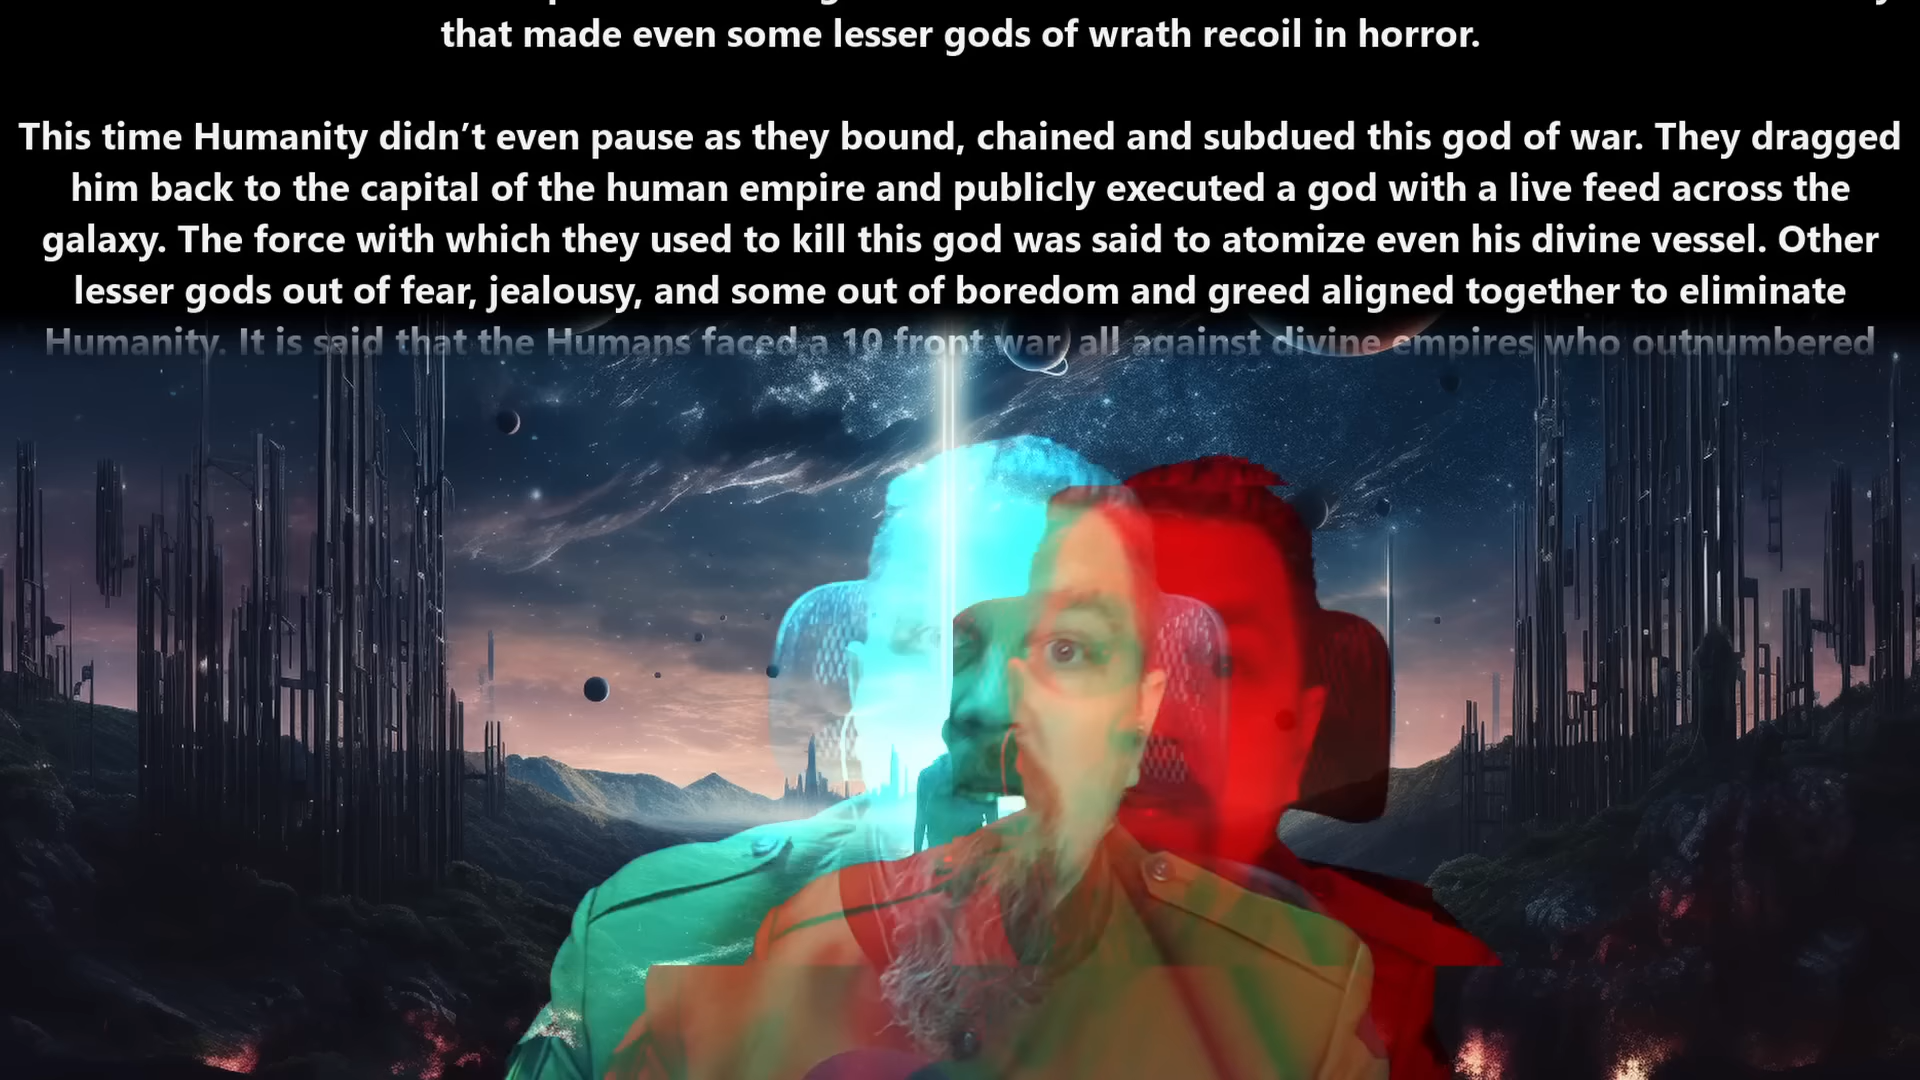 that made even some lesser gods of wrath recoil in horror.
This time Humanity didn’t even pause as they bound, chained and subdued this god of war. They dragged
him back to the capital of the human empire and publicly executed a god with a live feed across the
galaxy. The force with which they used to kill this god was said to atomize even his divine vessel. Other
lesser gods out of fear, jealousy, and some out of boredom and greed aligned together to eliminate
Humanity. It is said that the Humans faced a 10 front war, all against divine empires who outnumbered